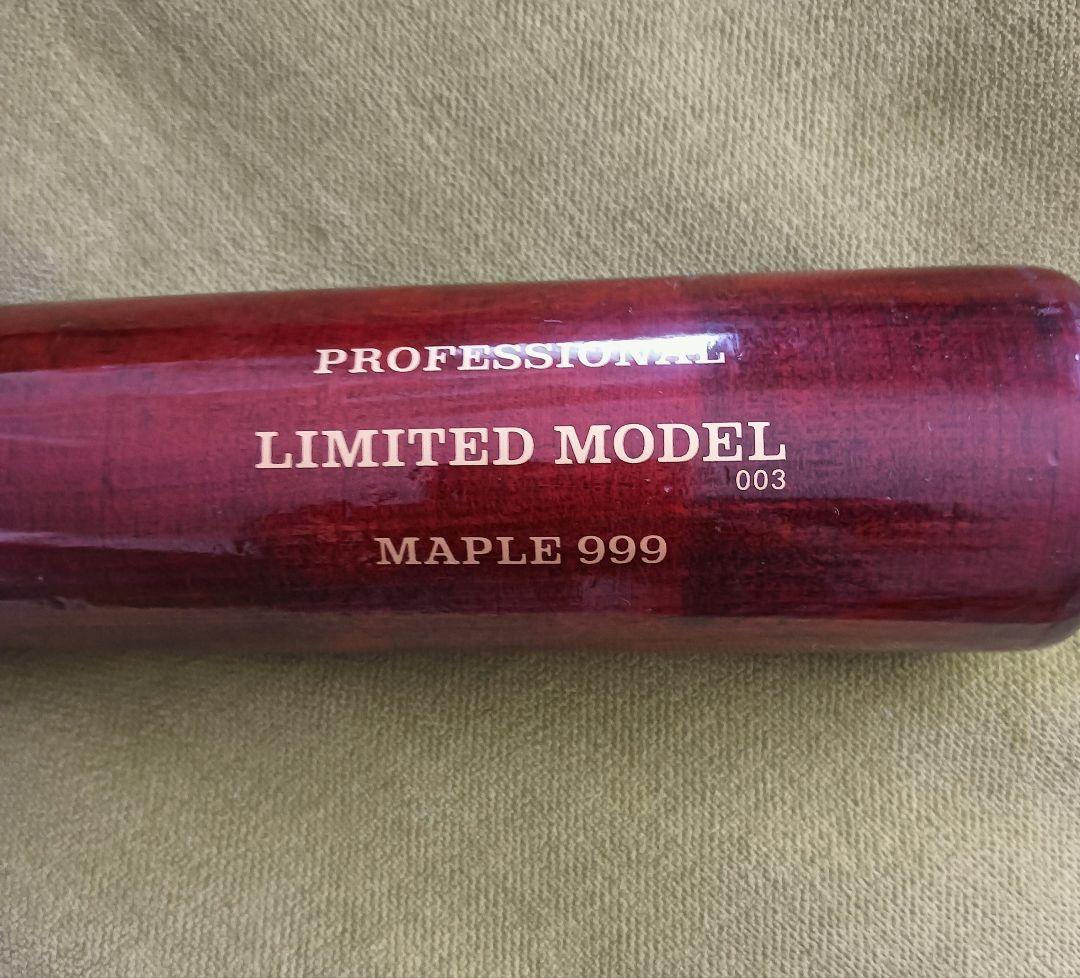 PROFESSIONAL
LIMITED MODEL
003
MAPLE 999